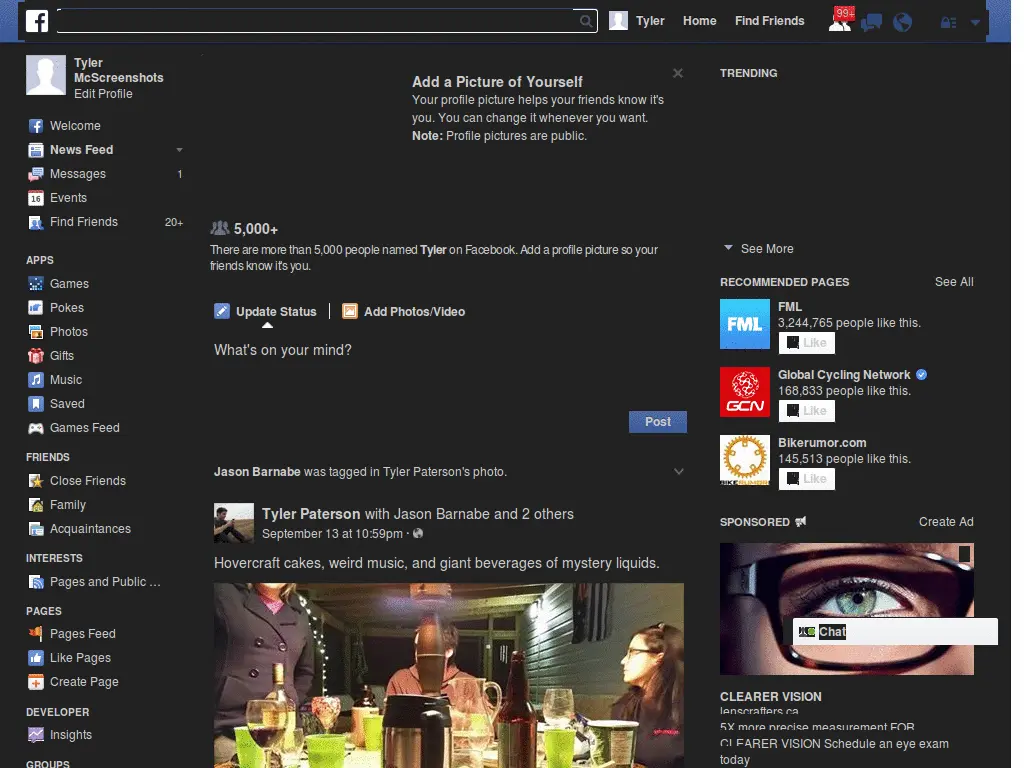 f
Tyler
Home
Find Friends
99+
Tyler
McScreenshots
Edit Profile
Welcome
News Feed
Messages 1
Events
Find Friends 20+
APPS
Games
Pokes
Photos
Gifts
Music
Saved
Games Feed
FRIENDS
Close Friends
Family
Acquaintances
INTERESTS
Pages and Public ...
PAGES
Pages Feed
Like Pages
Create Page
DEVELOPER
Insights
GROUPS
Add a Picture of Yourself
Your profile picture helps your friends know it's
you. You can change it whenever you want.
Note: Profile pictures are public.
5,000+
There are more than 5,000 people named Tyler on Facebook. Add a profile picture so your
friends know it's you.
Update Status
Add Photos/Video
What's on your mind?
Post
Jason Barnabe was tagged in Tyler Paterson's photo.
Tyler Paterson with Jason Barnabe and 2 others
September 13 at 10:59pm ·
Hovercraft cakes, weird music, and giant beverages of mystery liquids.
TRENDING
See More
RECOMMENDED PAGES See All
FML
FML
3,244,765 people like this.
Like
GCN
Global Cycling Network
168,833 people like this.
Like
BIKERUMOR
Bikerumor.com
145,513 people like this.
Like
SPONSORED Create Ad
Chat
CLEARER VISION
lenscrafters.ca
5X more precise measurement FOR
CLEARER VISION Schedule an eye exam
today